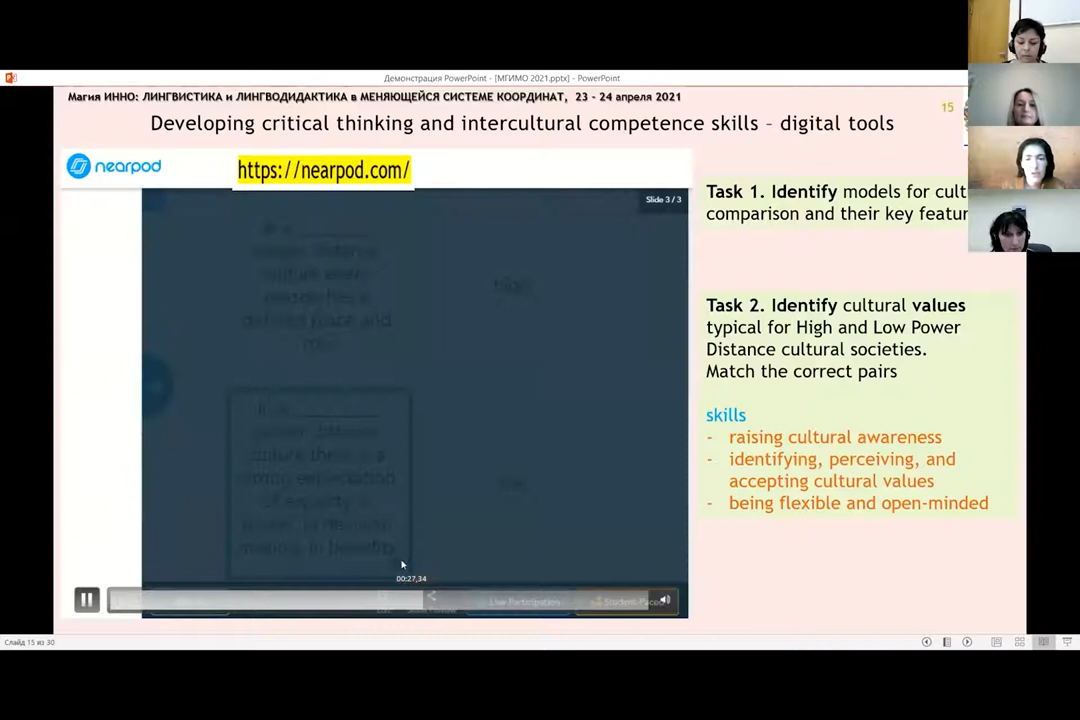 Демонстрация PowerPoint - [МГИМО 2021.pptx] - PowerPoint
Магия ИННО: ЛИНГВИСТИКА и ЛИНГВОДИДАКТИКА в МЕНЯЮЩЕЙСЯ СИСТЕМЕ КООРДИНАТ, 23 - 24 апреля 2021
15
Developing critical thinking and intercultural competence skills – digital tools
nearpod
https://nearpod.com/
Slide 3 / 3
Task 1. Identify models for cult
comparison and their key featur
Task 2. Identify cultural values
typical for High and Low Power
Distance cultural societies.
Match the correct pairs
skills
- raising cultural awareness
- identifying, perceiving, and
accepting cultural values
- being flexible and open-minded
00:27,34
Live Participation
Student-Paced
Слайд 15 из 30